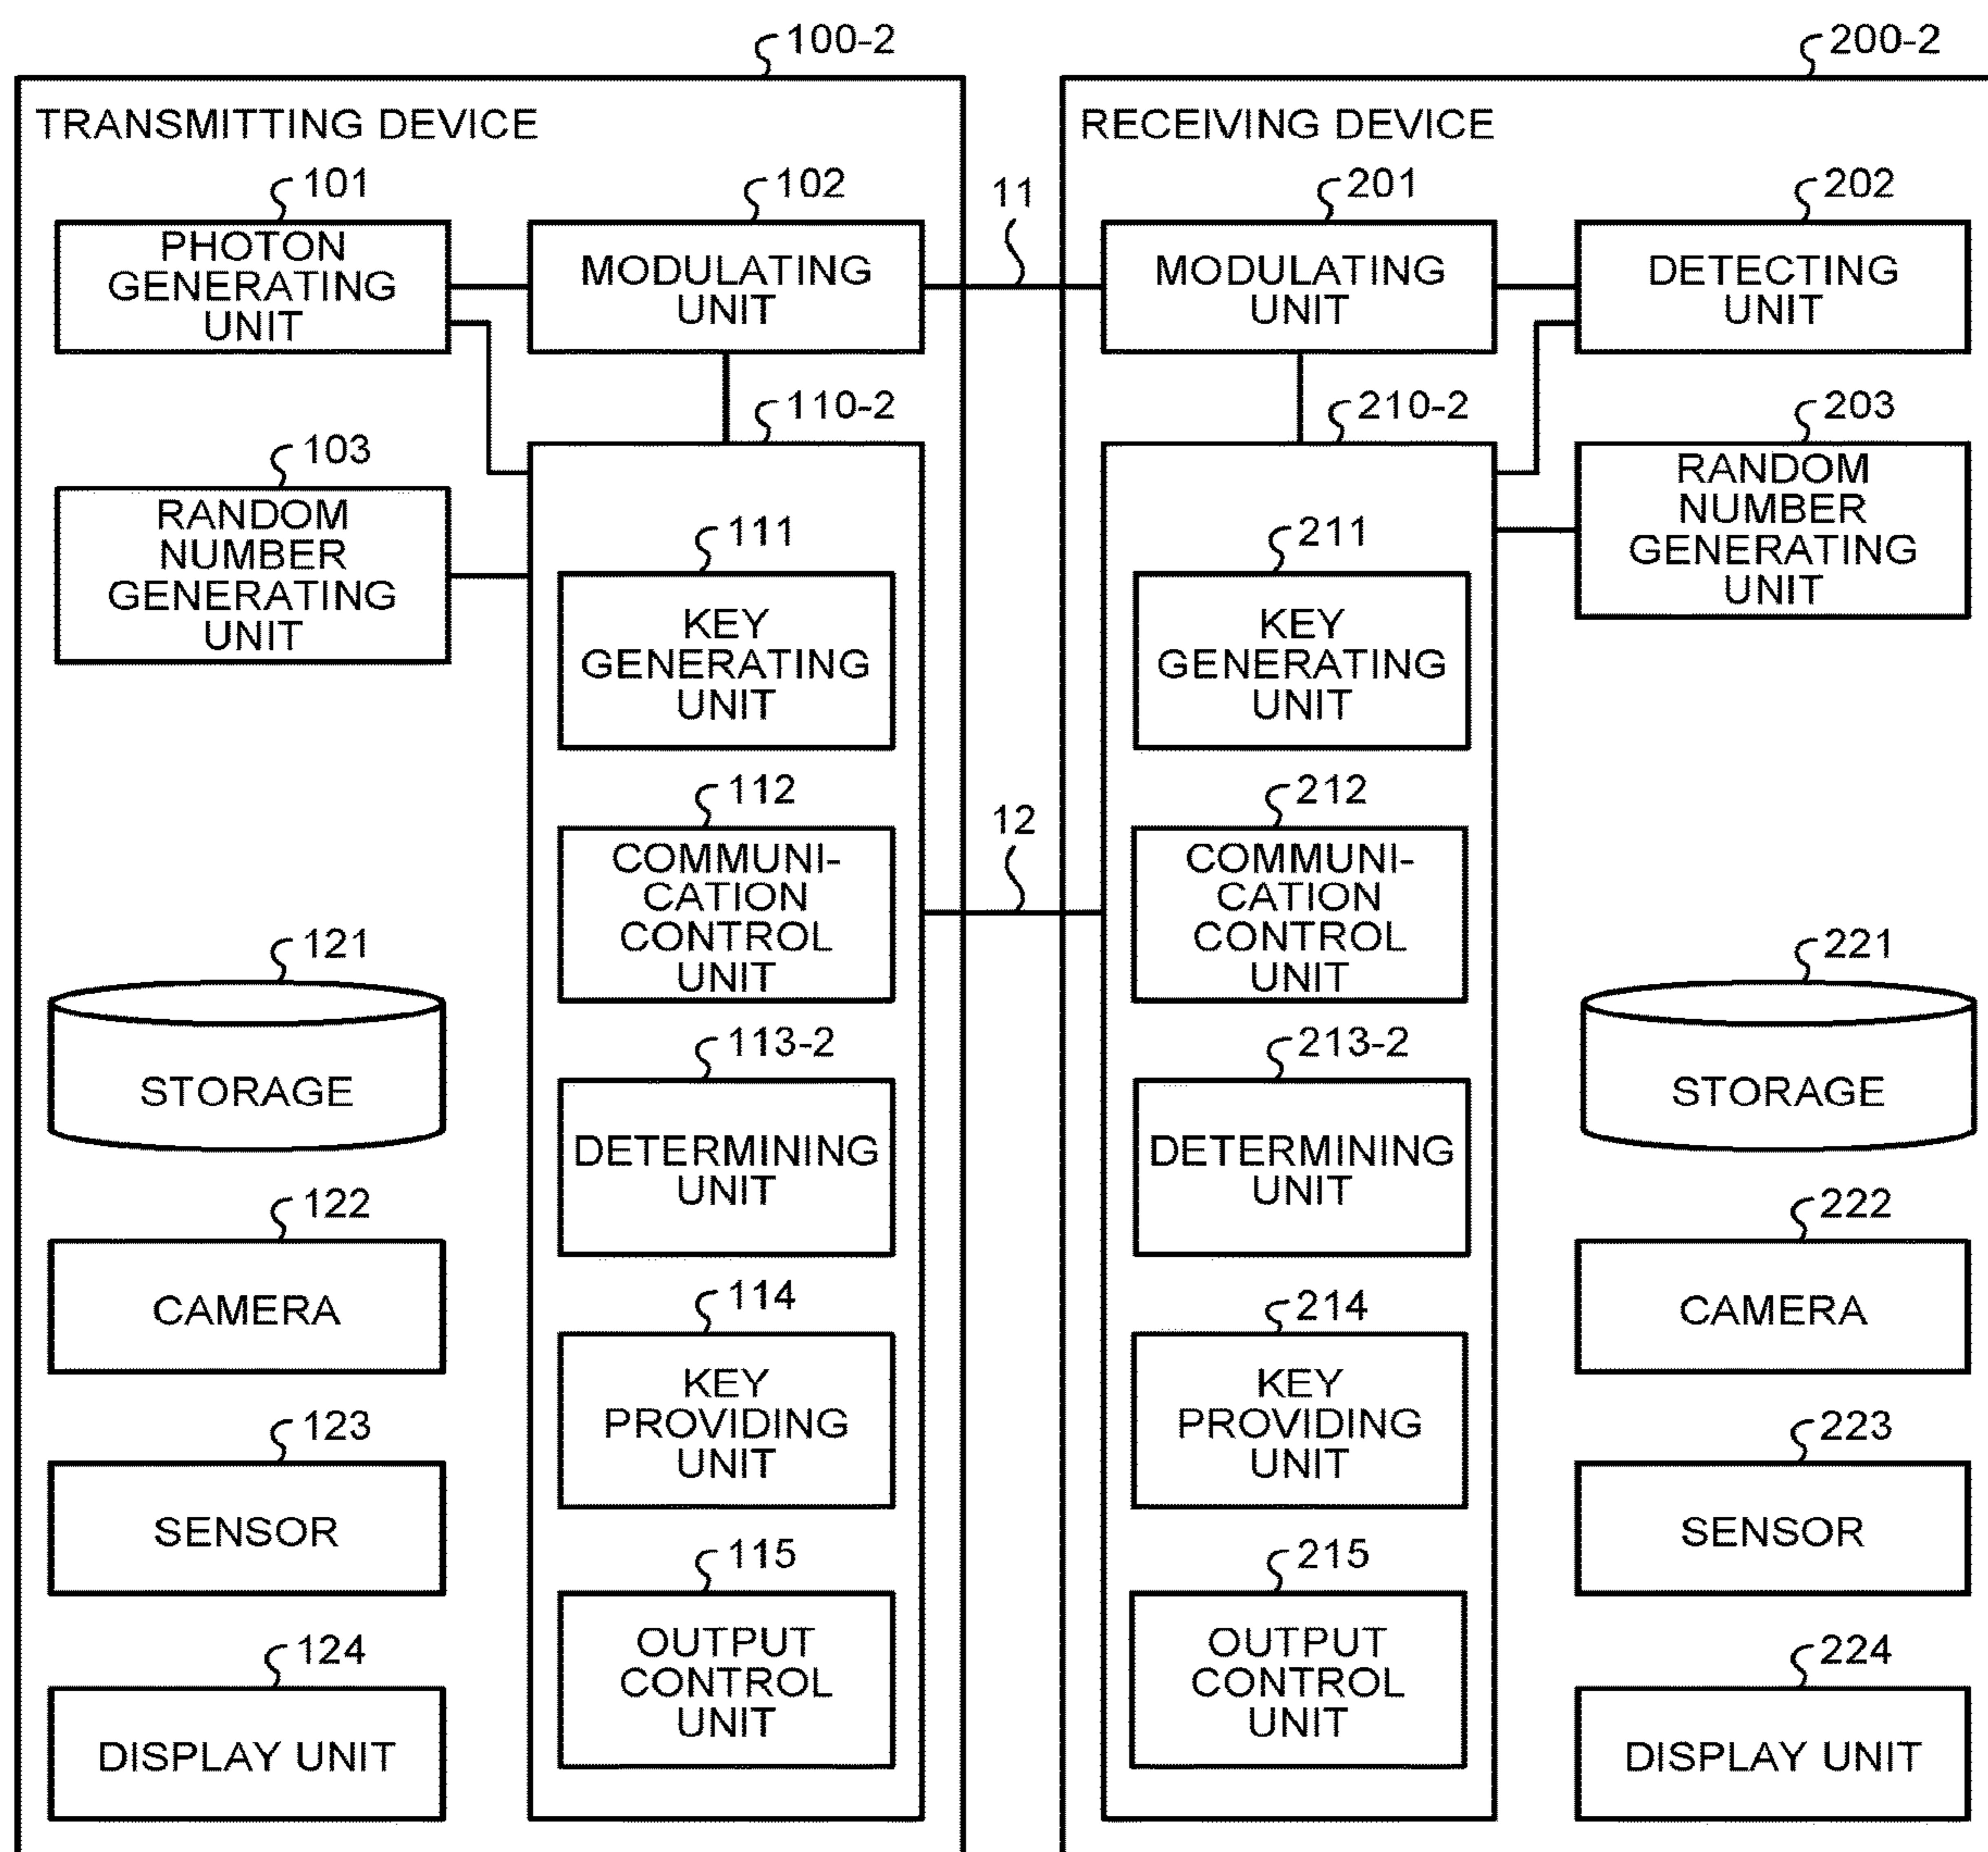 100-2
200-2
TRANSMITTING DEVICE
RECEIVING DEVICE
101
PHOTON
GENERATING
UNIT
102
MODULATING
UNIT
11
201
MODULATING
UNIT
202
DETECTING
UNIT
103
RANDOM
NUMBER
GENERATING
UNIT
110-2
210-2
203
RANDOM
NUMBER
GENERATING
UNIT
111
KEY
GENERATING
UNIT
211
KEY
GENERATING
UNIT
112
COMMUNI-
CATION
CONTROL
UNIT
12
212
COMMUNI-
CATION
CONTROL
UNIT
121
STORAGE
113-2
DETERMINING
UNIT
213-2
DETERMINING
UNIT
221
STORAGE
122
CAMERA
114
KEY
PROVIDING
UNIT
214
KEY
PROVIDING
UNIT
222
CAMERA
123
SENSOR
223
SENSOR
115
OUTPUT
CONTROL
UNIT
215
OUTPUT
CONTROL
UNIT
124
DISPLAY UNIT
224
DISPLAY UNIT